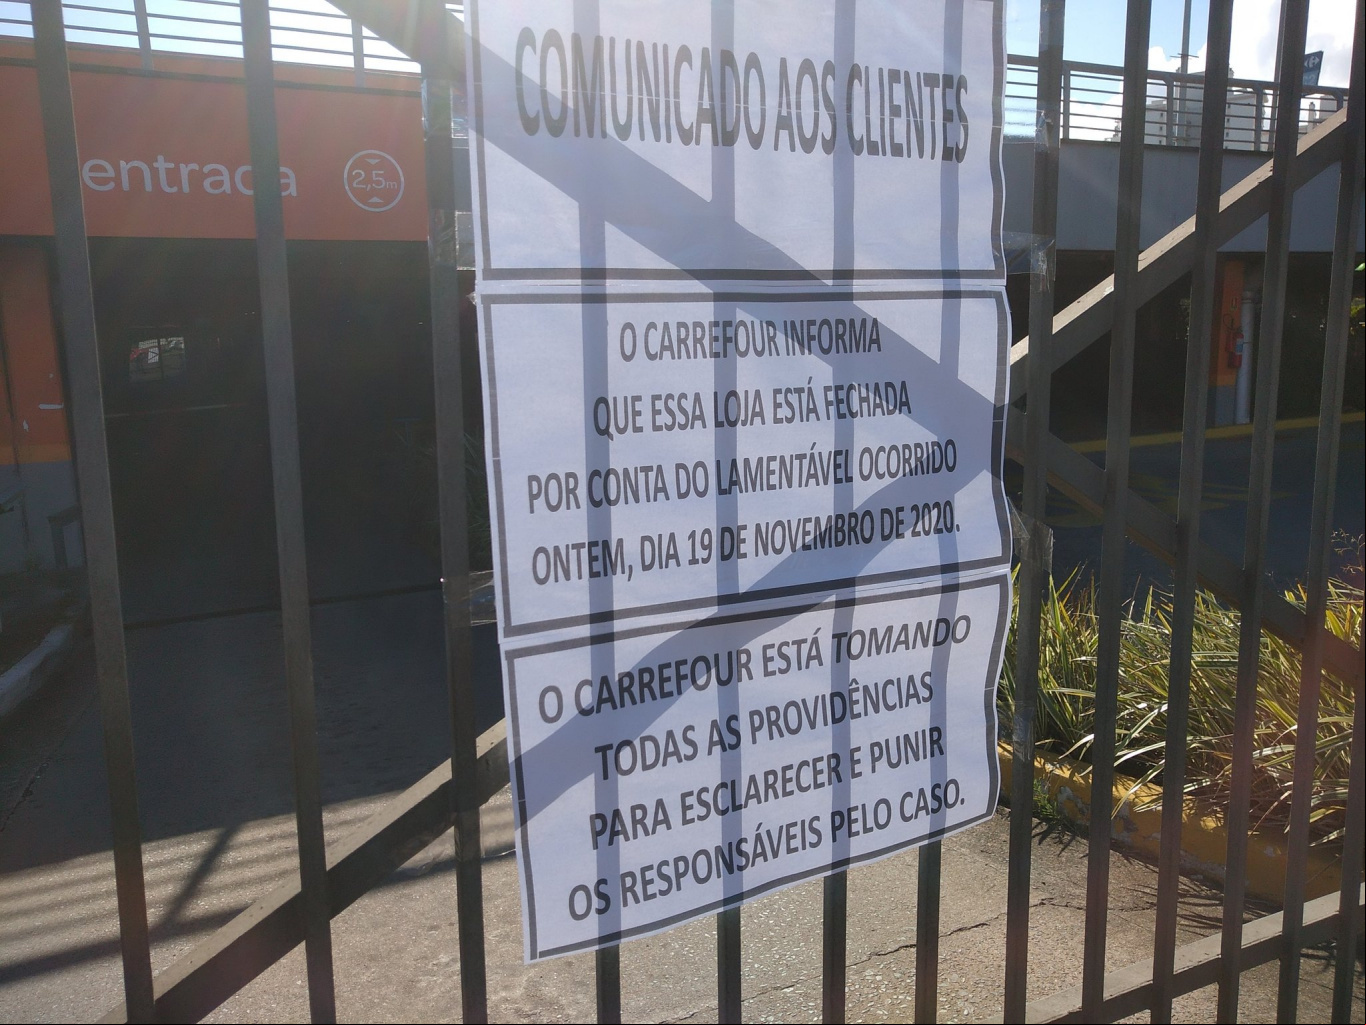 COMUNICADO AOS CLIENTES
entrada
2,5m
O CARREFOUR INFORMA
QUE ESSA LOJA ESTÁ FECHADA
POR CONTA DO LAMENTÁVEL OCORRIDO
ONTEM, DIA 19 DE NOVEMBRO DE 2020.
O CARREFOUR ESTÁ TOMANDO
TODAS AS PROVIDÊNCIAS
PARA ESCLARECER E PUNIR
OS RESPONSÁVEIS PELO CASO.